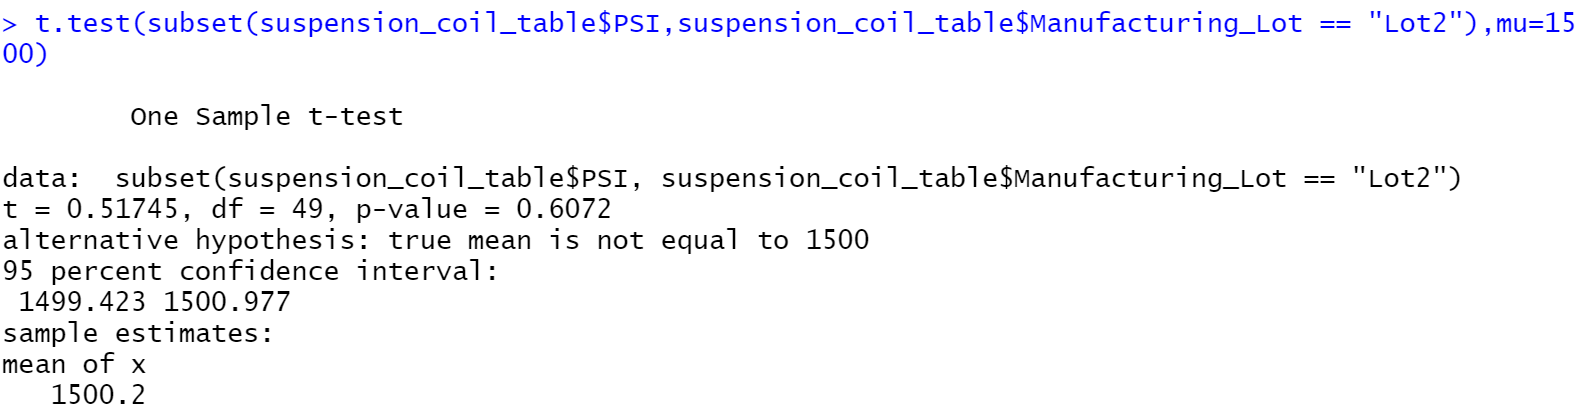 > t.test(subset(suspension_coil_table$PSI,suspension_coil_table$Manufacturing_Lot == "Lot2"),mu=15
00)
One Sample t-test
data:  subset(suspension_coil_table$PSI, suspension_coil_table$Manufacturing_Lot == "Lot2")
t = 0.51745, df = 49, p-value = 0.6072
alternative hypothesis: true mean is not equal to 1500
95 percent confidence interval:
1499.423 1500.977
sample estimates:
mean of x
1500.2